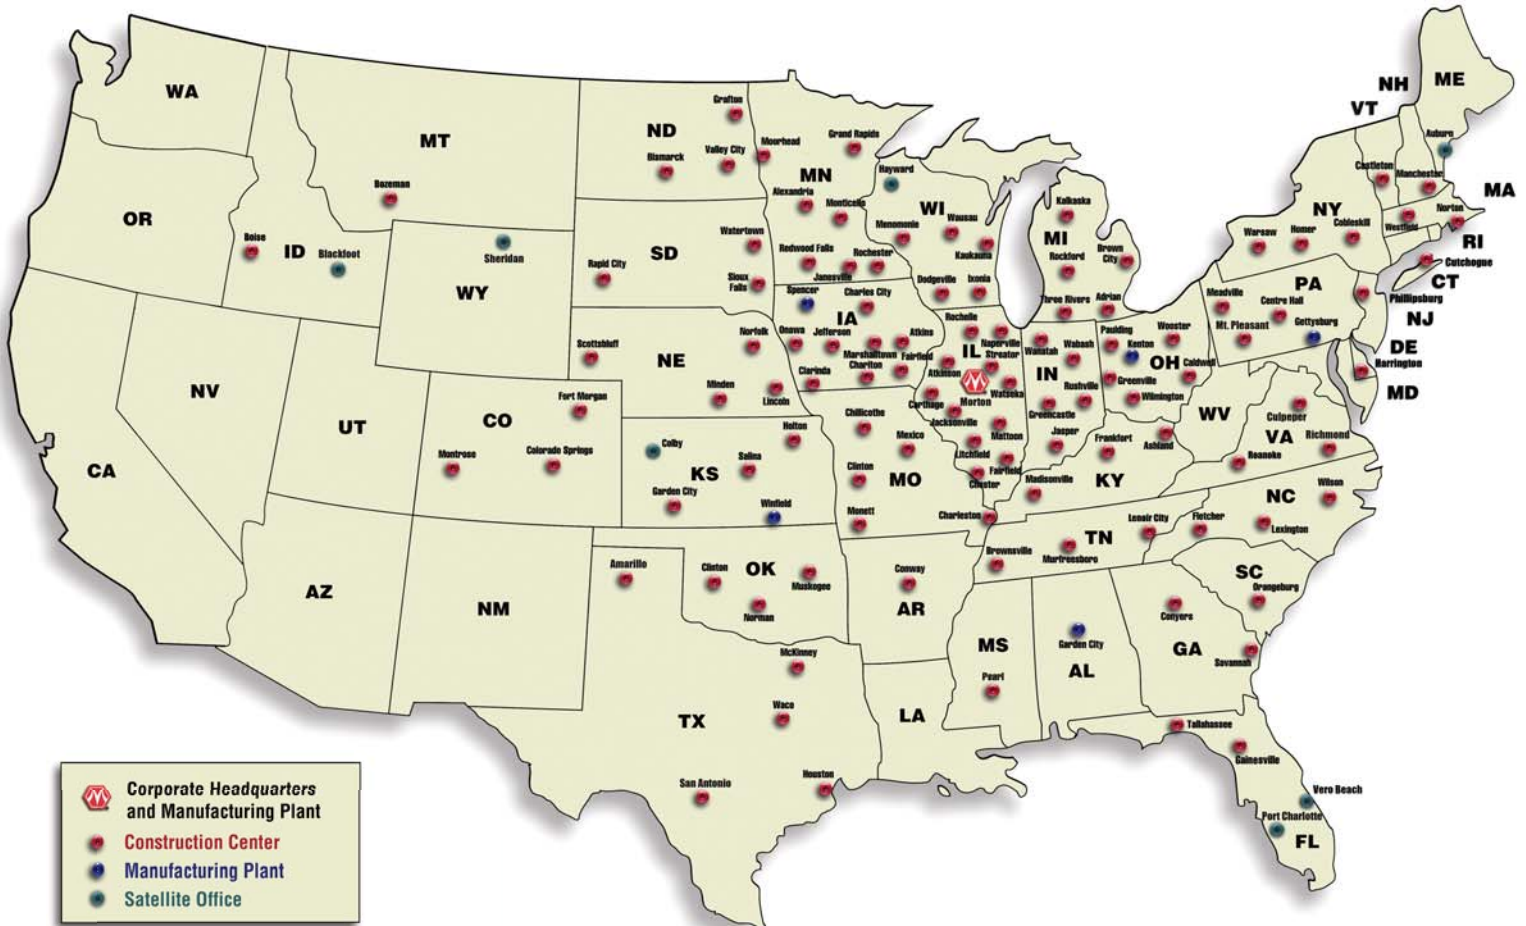 WA
OR
CA
NV
ID
Boise
Blackfoot
MT
Bozeman
WY
Sheridan
UT
AZ
CO
Fort Morgan
Montrose
Colorado Springs
NM
ND
Grafton
Bismarck
Valley City
SD
Watertown
Rapid City
Sioux
Falls
NE
Scottsbluff
Norfolk
Minden
Lincoln
KS
Colby
Holton
Salina
Garden City
Winfield
OK
Clinton
Muskogee
Norman
TX
Amarillo
McKinney
Waco
San Antonio
Houston
MN
Moorhead
Grand Rapids
Alexandria
Monticello
Redwood Falls
Rochester
Janesville
IA
Spencer
Charles City
Onawa
Jefferson
Atkins
Marshalltown
Fairfield
Clarinda
Chariton
MO
Chillicothe
Mexico
Clinton
Monett
Charleston
AR
Conway
LA
WI
Hayward
Wausau
Menomonie
Kaukauna
Dodgeville
Ixonia
IL
Rochelle
Naperville
Streator
Atkinson
Morton
Watseka
Carthage
Jacksonville
Mattoon
Litchfield
Fairfield
Chester
MI
Kalkaska
Rockford
Brown
City
Three Rivers
Adrian
IN
Wanatah
Wabash
Rushville
Greencastle
Jasper
OH
Paulding
Kenton
Wooster
Caldwell
Greenville
Wilmington
KY
Frankfort
Ashland
Madisonville
TN
Brownsville
Murfreesboro
Lenoir City
MS
Pearl
AL
Garden City
GA
Conyers
Savannah
FL
Tallahassee
Gainesville
Vero Beach
Port Charlotte
SC
Orangeburg
NC
Fletcher
Lexington
Wilson
VA
Culpeper
Richmond
Roanoke
WV
PA
Meadville
Centre Hall
Mt. Pleasant
Gettysburg
NY
Warsaw
Homer
Cobleskill
VT
Castleton
NH
Manchester
ME
Auburn
MA
Norton
Westfield
RI
CT
Cutchogue
NJ
Phillipsburg
DE
Harrington
MD
Corporate Headquarters
and Manufacturing Plant
Construction Center
Manufacturing Plant
Satellite Office